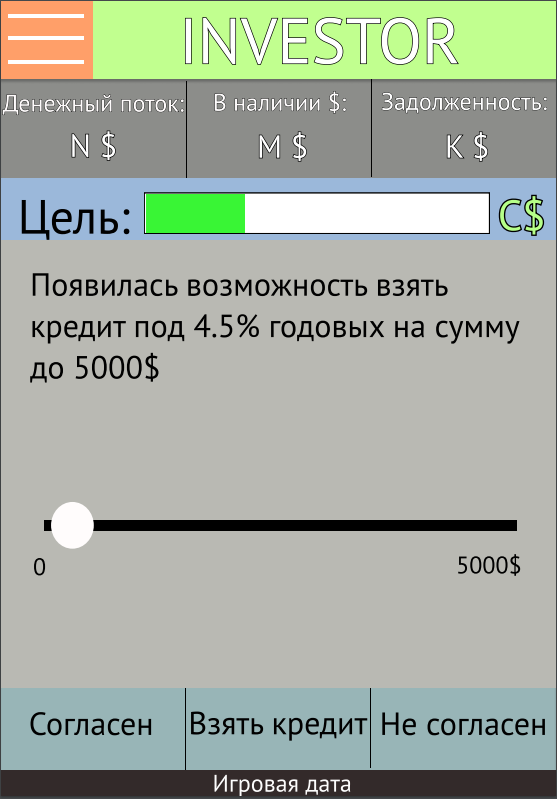 INVESTOR
Денежный поток:
N $
В наличии $:
M $
Задолженность:
K $
Цель:
C$
Появилась возможность взять
кредит под 4.5% годовых на сумму
до 5000$
0
5000$
Согласен
Взять кредит
Не согласен
Игровая дата